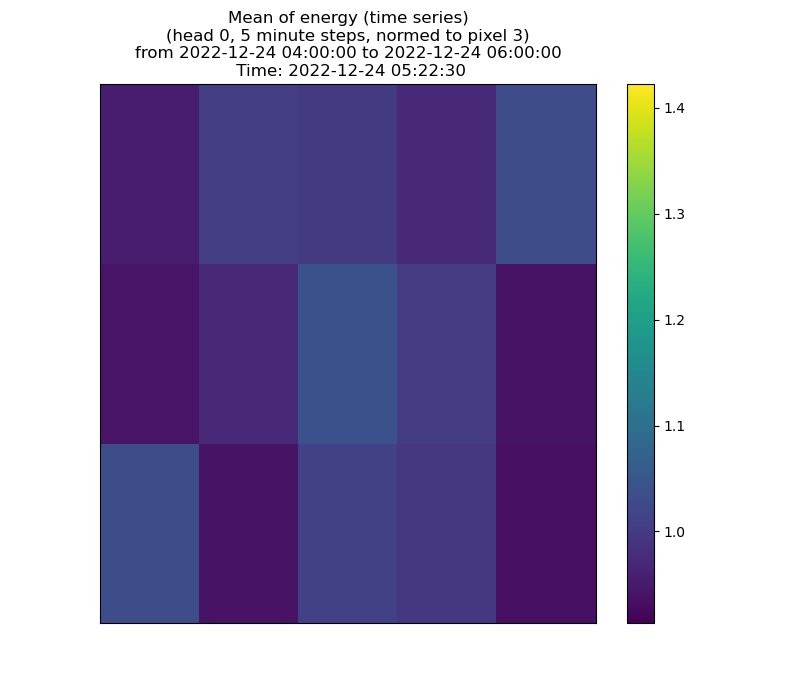 Mean of energy (time series)
(head 0, 5 minute steps, normed to pixel 3)
from 2022-12-24 04:00:00 to 2022-12-24 06:00:00
Time: 2022-12-24 05:22:30
1.4
1.3
1.2
1.1
1.0